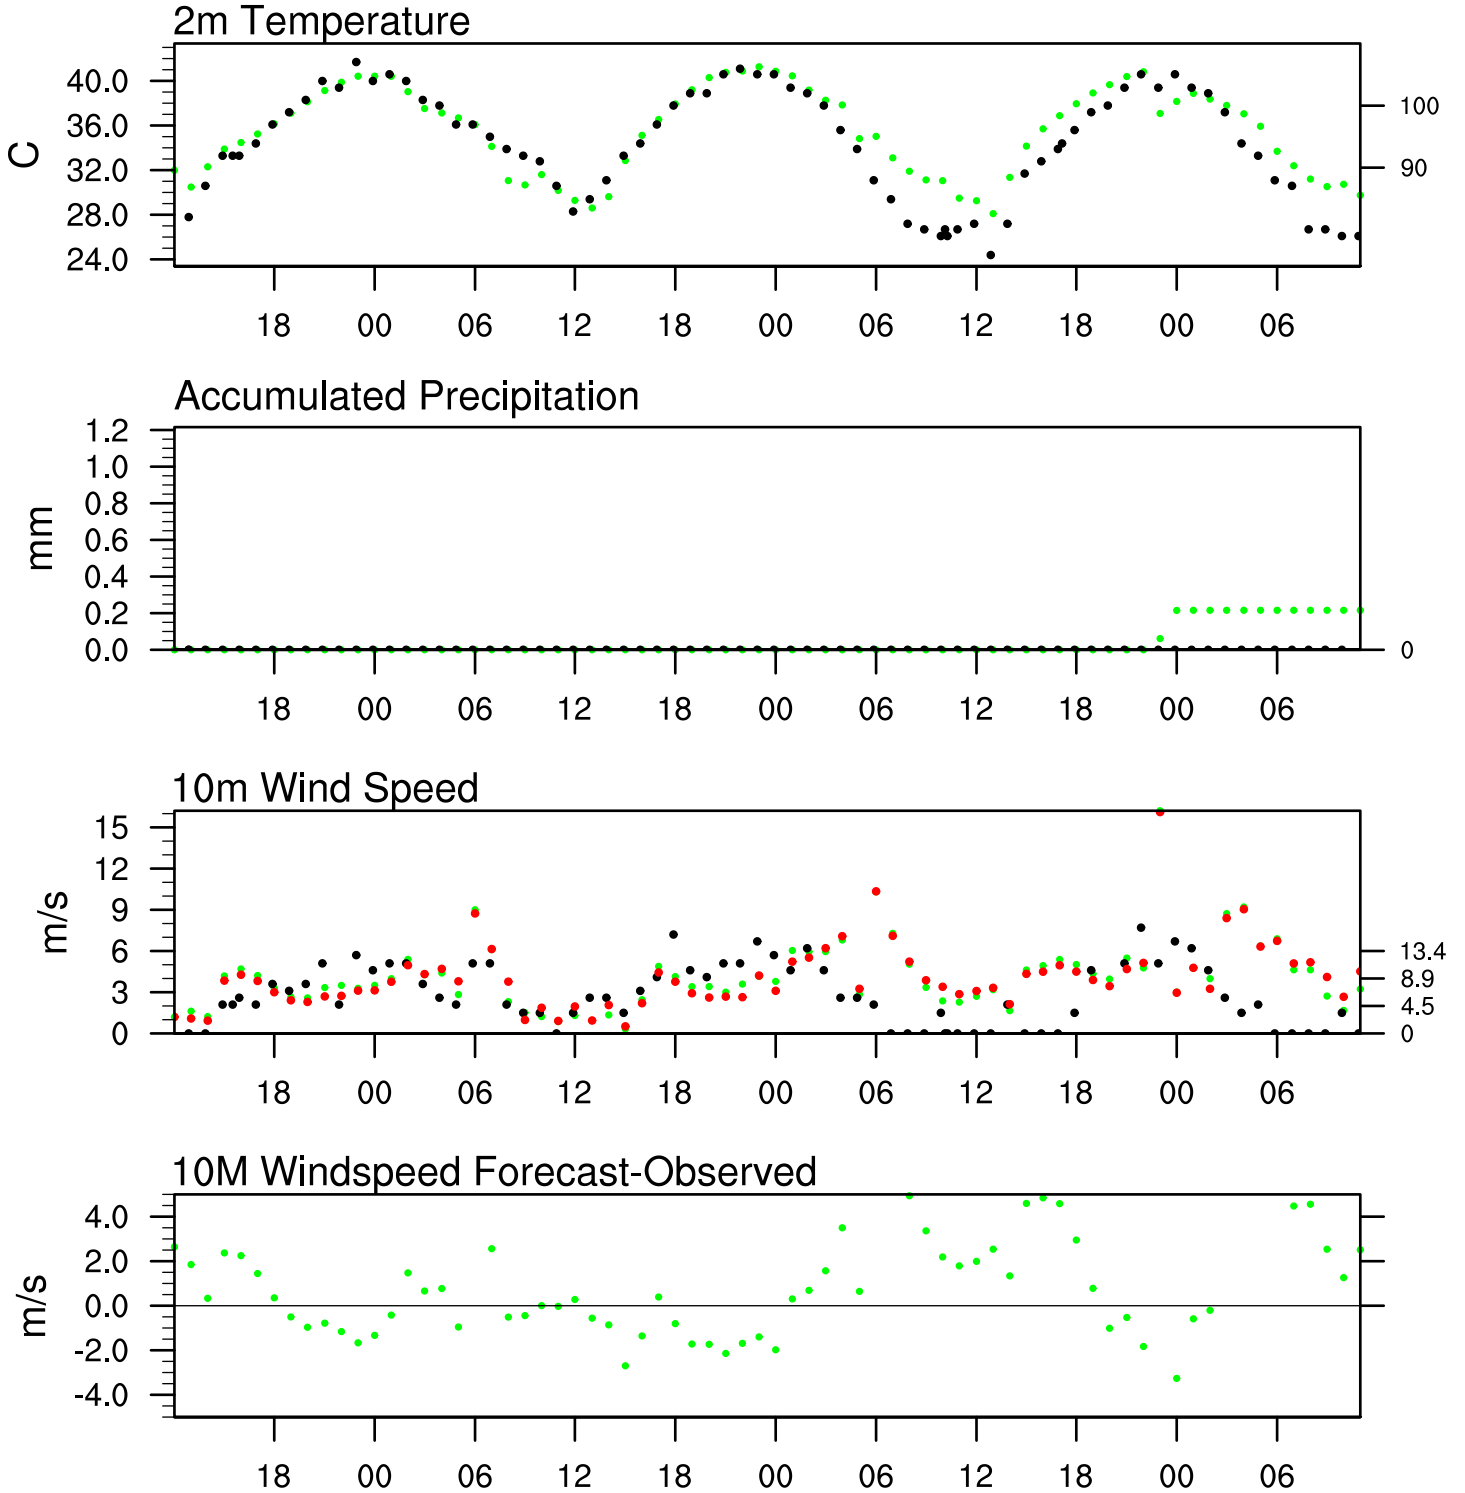 2m Temperature
40.0
36.0
32.0
28.0
24.0
C
100
90
18 00 06 12 18 00 06 12 18 00 06
Accumulated Precipitation
1.2
1.0
0.8
0.6
0.4
0.2
0.0
mm
0
18 00 06 12 18 00 06 12 18 00 06
10m Wind Speed
15
12
9
6
3
0
m/s
13.4
8.9
4.5
0
18 00 06 12 18 00 06 12 18 00 06
10M Windspeed Forecast-Observed
4.0
2.0
0.0
-2.0
-4.0
m/s
18 00 06 12 18 00 06 12 18 00 06